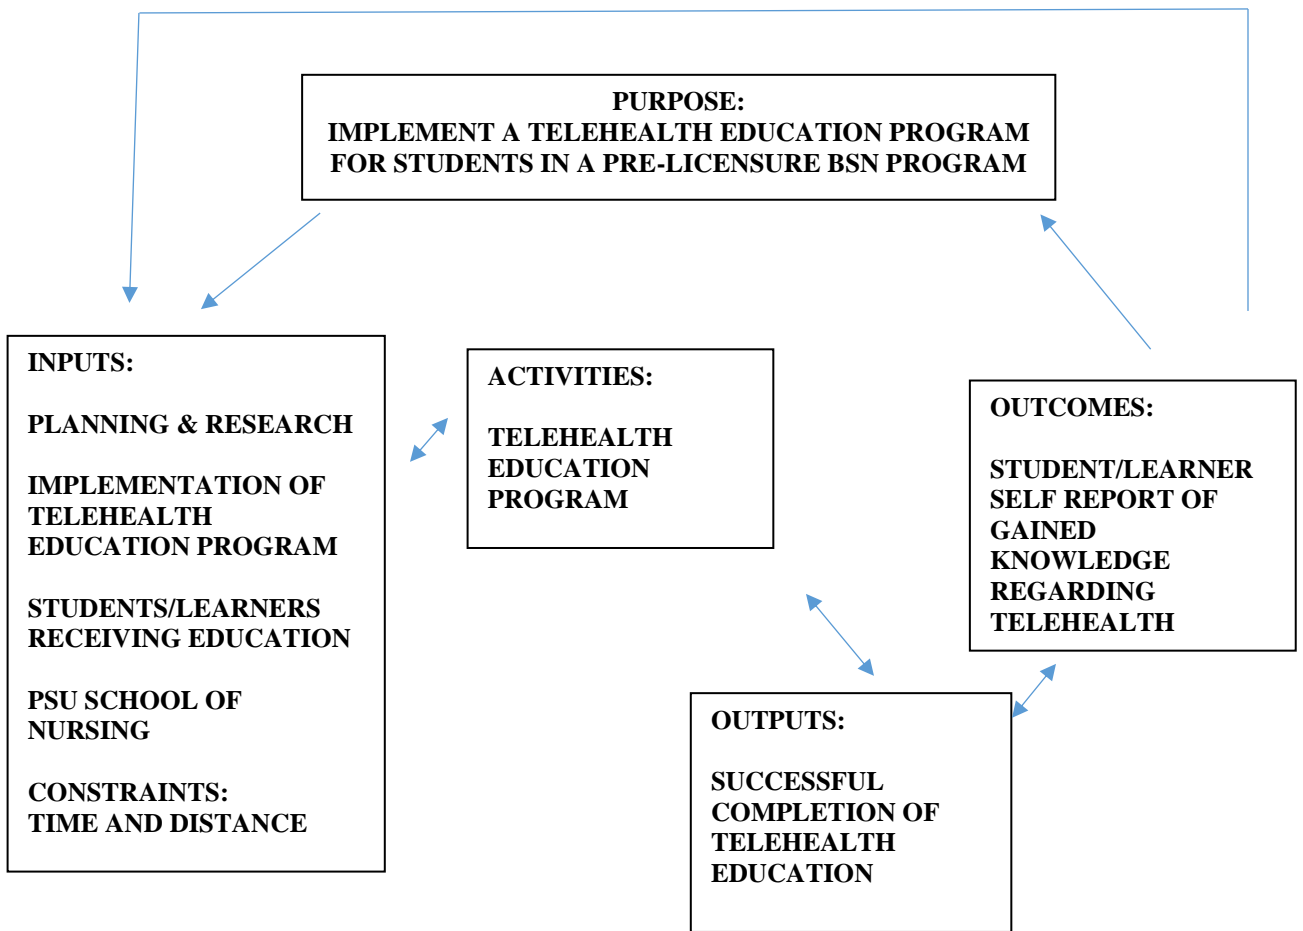 PURPOSE:
IMPLEMENT A TELEHEALTH EDUCATION PROGRAM
FOR STUDENTS IN A PRE-LICENSURE BSN PROGRAM
INPUTS:
PLANNING & RESEARCH
IMPLEMENTATION OF
TELEHEALTH
EDUCATION PROGRAM
STUDENTS/LEARNERS
RECEIVING EDUCATION
PSU SCHOOL OF
NURSING
CONSTRAINTS:
TIME AND DISTANCE
ACTIVITIES:
TELEHEALTH
EDUCATION
PROGRAM
OUTPUTS:
SUCCESSFUL
COMPLETION OF
TELEHEALTH
EDUCATION
OUTCOMES:
STUDENT/LEARNER
SELF REPORT OF
GAINED
KNOWLEDGE
REGARDING
TELEHEALTH